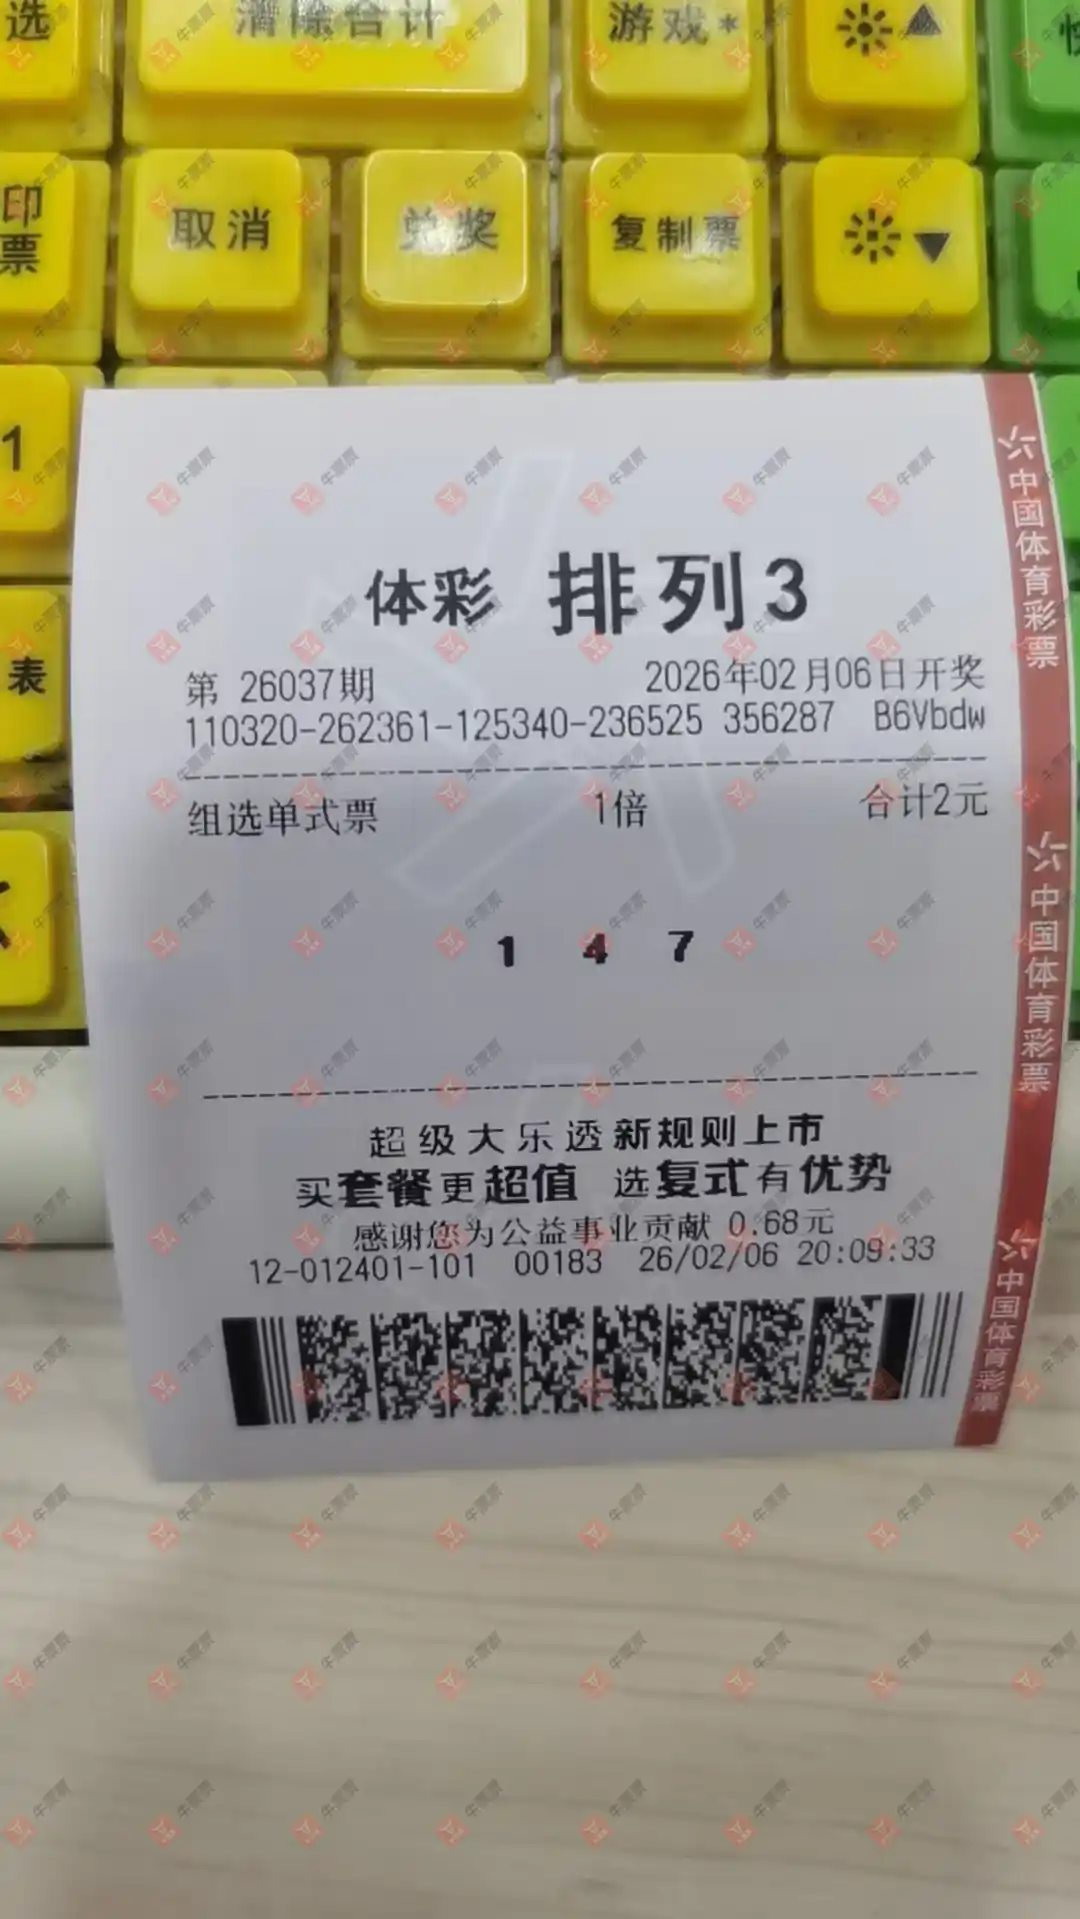 选 清除合计 游戏* ▲ 快
印票 取消 兑奖 复制票 ▼
1
表
体彩 排列3
第 26037期 2026年02月06日开奖
110320-262361-125340-236525 356287 B6Vbdw
组选单式票 1倍 合计2元
1 4 7
超级大乐透新规则上市
买套餐更超值 选复式有优势
感谢您为公益事业贡献 0.68元
12-012401-101 00183 26/02/06 20:09:33
中国体育彩票
中国体育彩票
中国体育彩票
牛票票